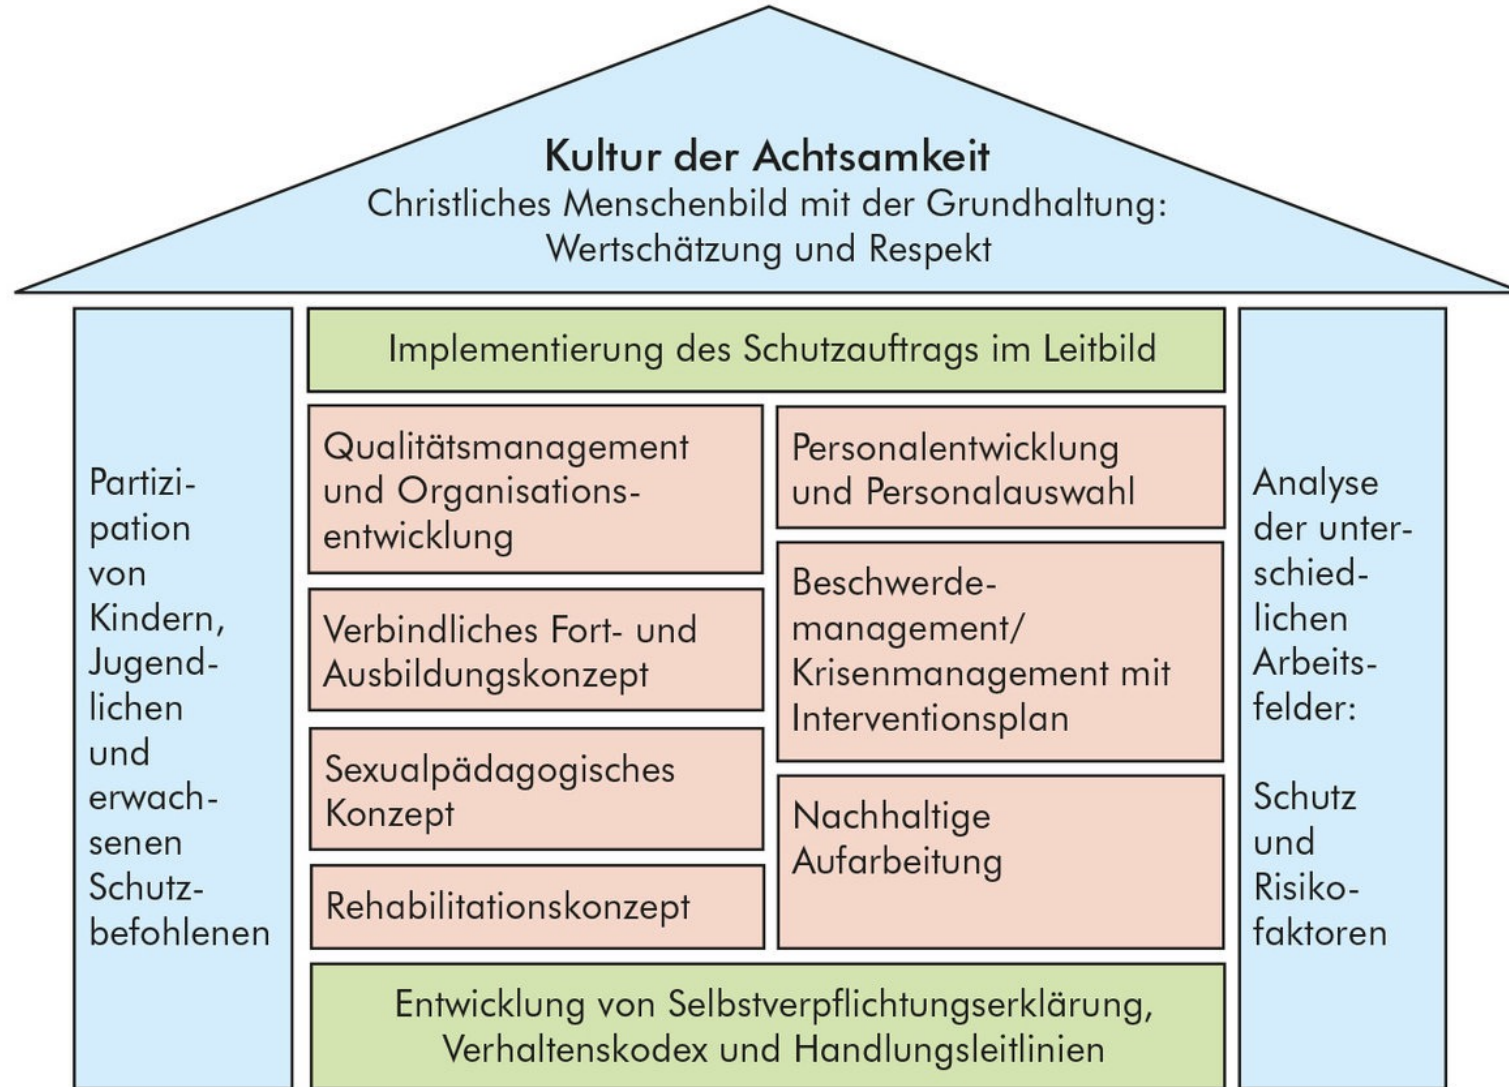 Kultur der Achtsamkeit
Christliches Menschenbild mit der Grundhaltung:
Wertschätzung und Respekt
Partizi-
pation
von
Kindern,
Jugend-
lichen
und
erwach-
senen
Schutz-
befohlenen
Implementierung des Schutzauftrags im Leitbild
Qualitätsmanagement
und Organisations-
entwicklung
Verbindliches Fort- und
Ausbildungskonzept
Sexualpädagogisches
Konzept
Rehabilitationskonzept
Personalentwicklung
und Personalauswahl
Beschwerde-
management/
Krisenmanagement mit
Interventionsplan
Nachhaltige
Aufarbeitung
Entwicklung von Selbstverpflichtungserklärung,
Verhaltenskodex und Handlungsleitlinien
Analyse
der unter-
schied-
lichen
Arbeits-
felder:
Schutz
und
Risiko-
faktoren